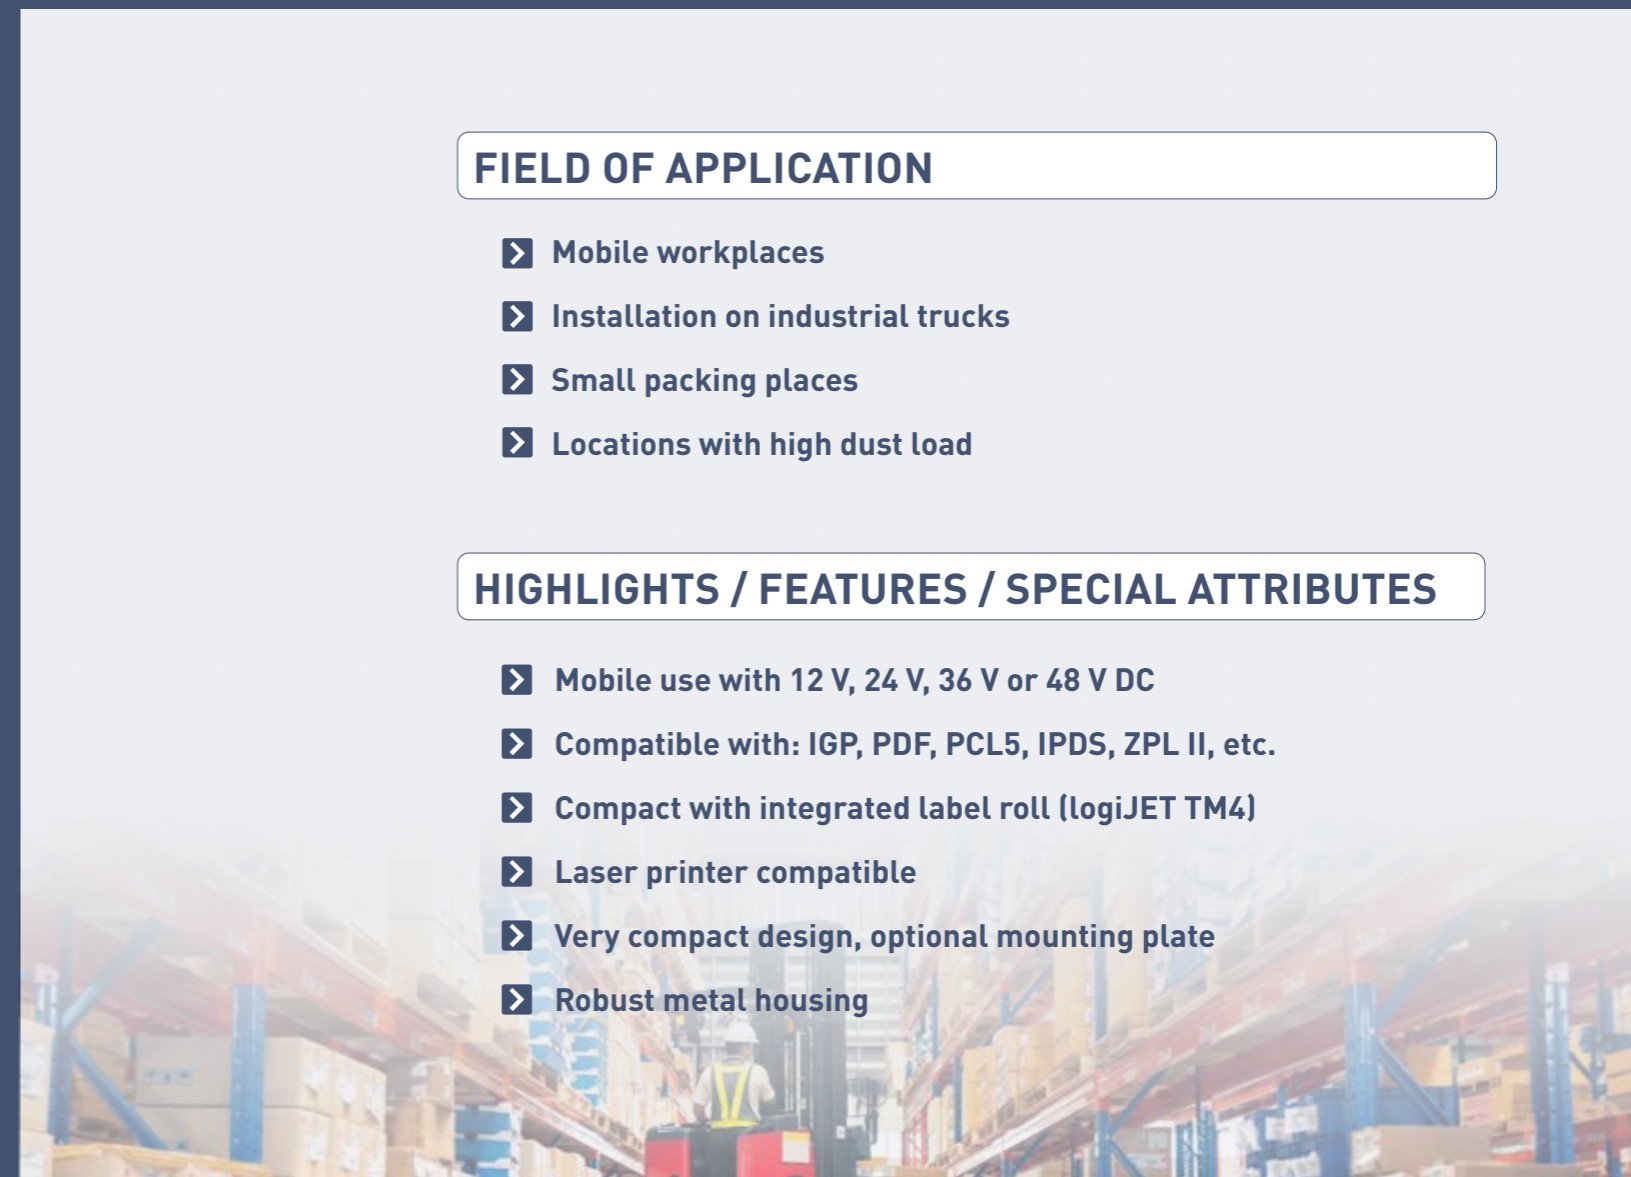 FIELD OF APPLICATION
Mobile workplaces
Installation on industrial trucks
Small packing places
Locations with high dust load
HIGHLIGHTS / FEATURES / SPECIAL ATTRIBUTES
Mobile use with 12 V, 24 V, 36 V or 48 V DC
Compatible with: IGP, PDF, PCL5, IPDS, ZPL II, etc.
Compact with integrated label roll (logiJET TM4)
Laser printer compatible
Very compact design, optional mounting plate
Robust metal housing